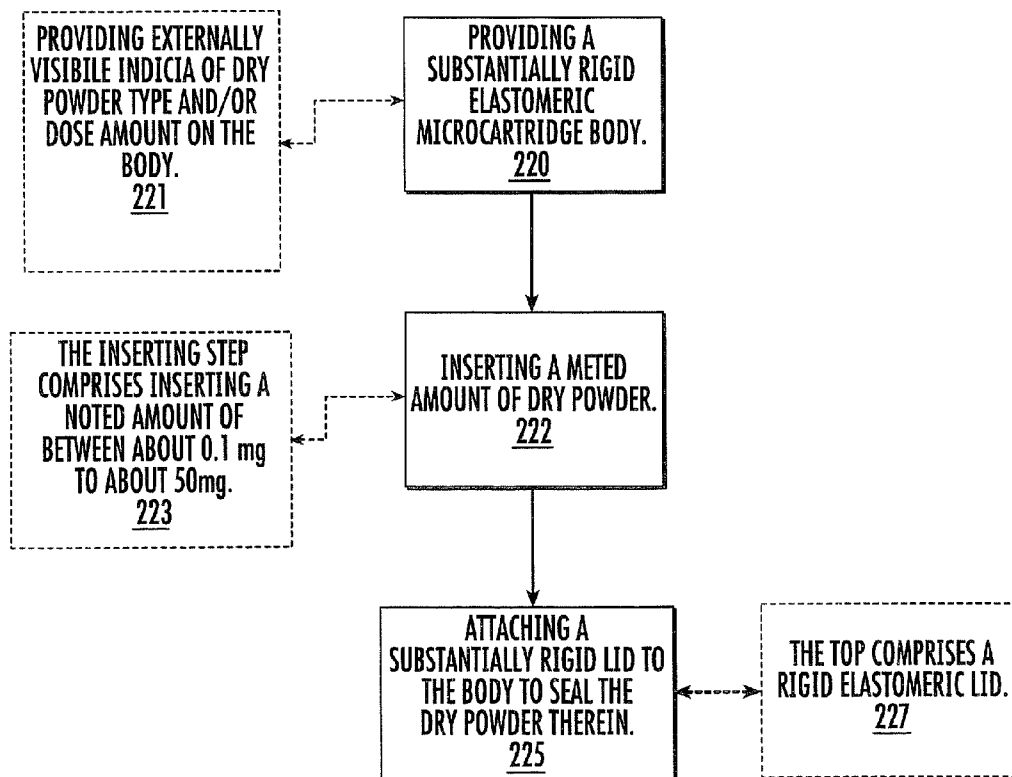 PROVIDING EXTERNALLY
VISIBILE INDICIA OF DRY
POWDER TYPE AND/OR
DOSE AMOUNT ON THE
BODY.
221
PROVIDING A
SUBSTANTIALLY RIGID
ELASTOMERIC
MICROCARTRIDGE BODY.
220
THE INSERTING STEP
COMPRISES INSERTING A
NOTED AMOUNT OF
BETWEEN ABOUT 0.1 mg
TO ABOUT 50mg.
223
INSERTING A METED
AMOUNT OF DRY POWDER.
222
ATTACHING A
SUBSTANTIALLY RIGID LID TO
THE BODY TO SEAL THE
DRY POWDER THEREIN.
225
THE TOP COMPRISES A
RIGID ELASTOMERIC LID.
227